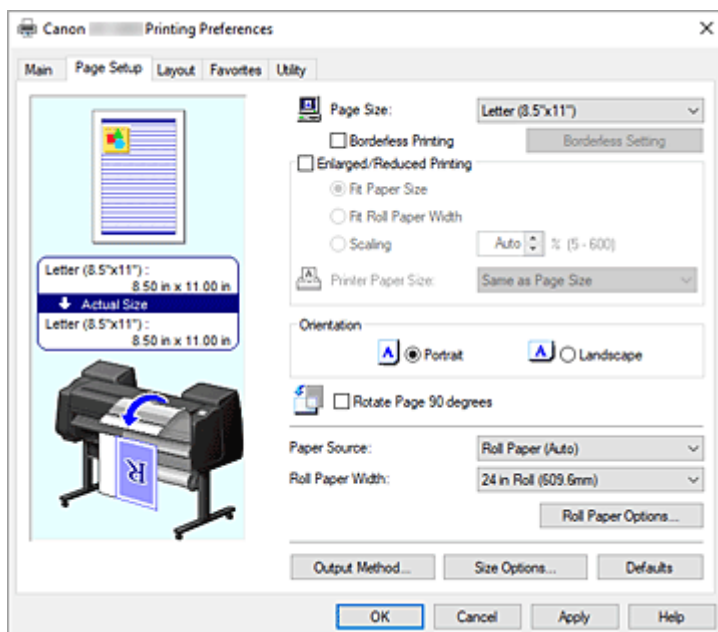 Canon Printing Preferences
Main Page Setup Layout Favorites Utility
Page Size: Letter (8.5"x11")
Borderless Printing Borderless Setting
Enlarged/Reduced Printing
Fit Paper Size
Fit Roll Paper Width
Scaling Auto % (5 - 600)
Printer Paper Size: Same as Page Size
Letter (8.5"x11") :
8.50 in x 11.00 in
Actual Size
Letter (8.5"x11") :
8.50 in x 11.00 in
Orientation
A Portrait A Landscape
Rotate Page 90 degrees
R
Paper Source: Roll Paper (Auto)
Roll Paper Width: 24 in Roll (609.6mm)
Roll Paper Options...
Output Method... Size Options... Defaults
OK Cancel Apply Help